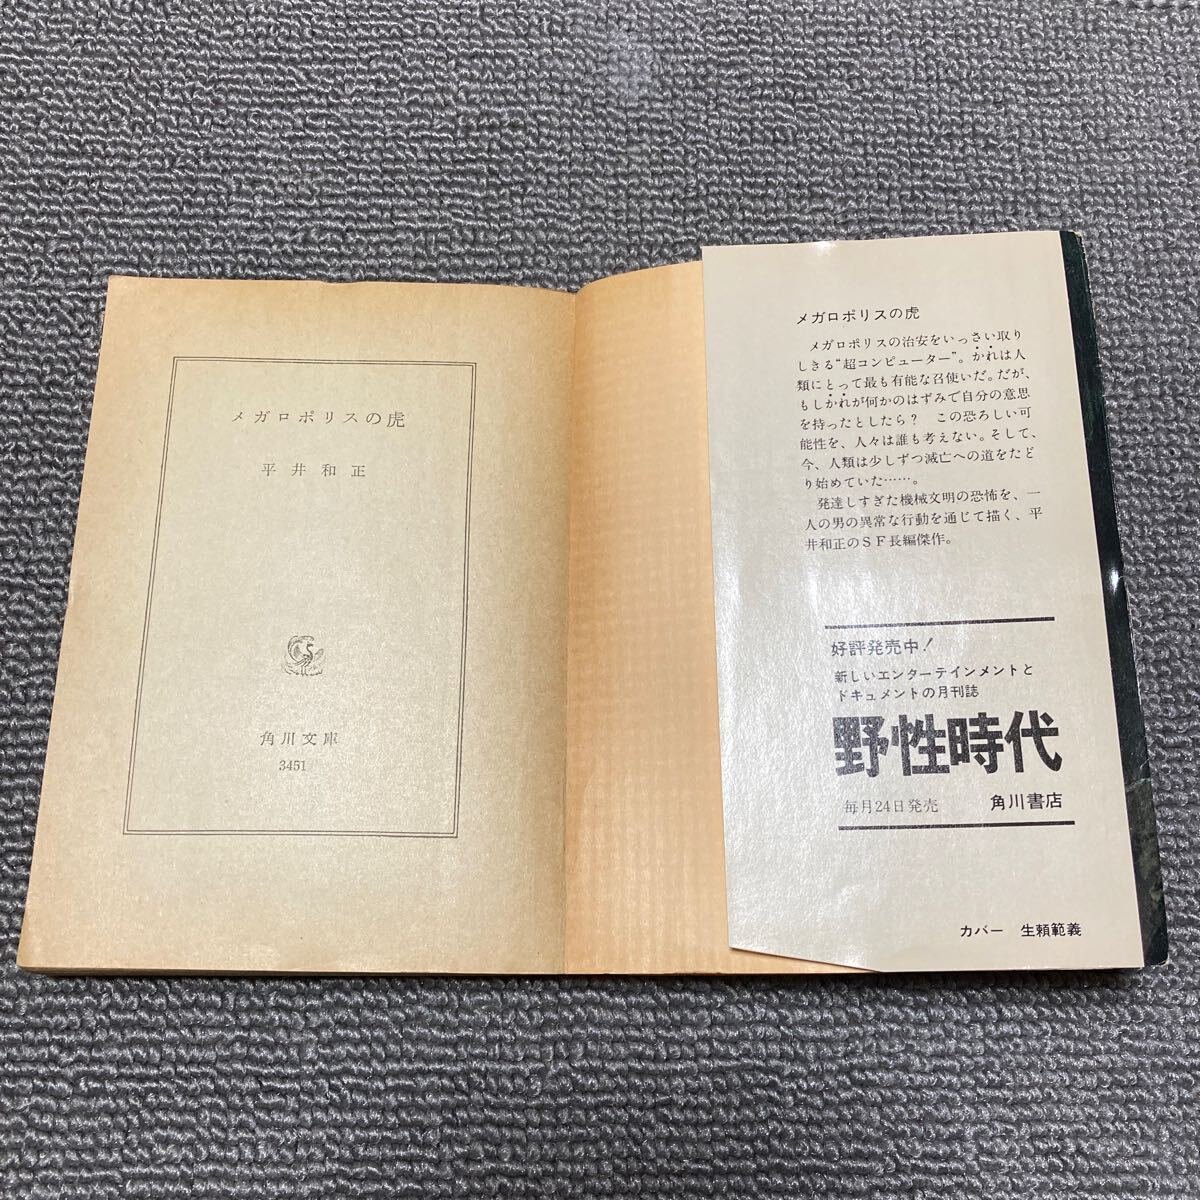 メガロポリスの虎
平井和正
角川文庫
3451
メガロポリスの虎
メガロポリスの治安をいっさい取り
しきる“超コンピューター”。かれは人
類にとって最も有能な召使いだ。だが、
もしかれが何かのはずみで自分の意思
を持ったとしたら？　この恐ろしい可
能性を、人々は誰も考えない。そして、
今、人類は少しずつ滅亡への道をたど
り始めていた……。
発達しすぎた機械文明の恐怖を、一
人の男の異常な行動を通じて描く、平
井和正のＳＦ長編傑作。
好評発売中！
新しいエンターテインメントと
ドキュメントの月刊誌
野性時代
毎月24日発売　角川書店
カバー　生頼範義